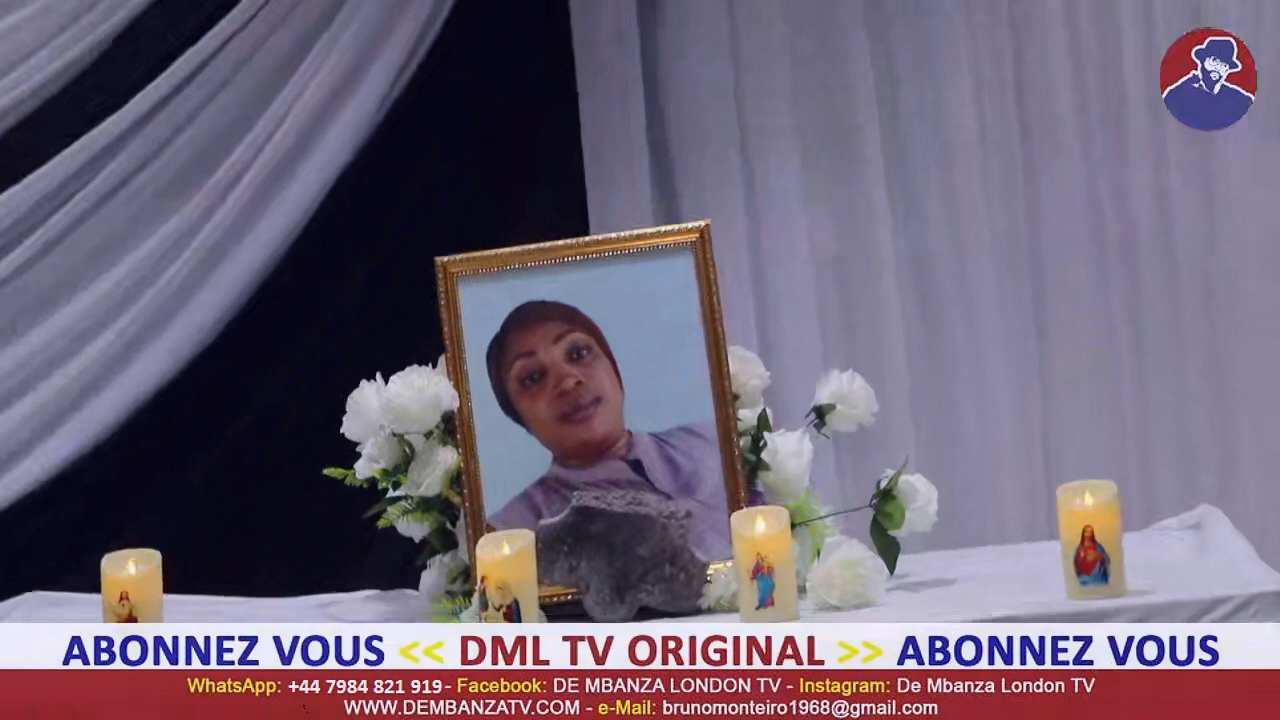 ABONNEZ VOUS << DML TV ORIGINAL >> ABONNEZ VOUS
WhatsApp: +44 7984 821 919 - Facebook: DE MBANZA LONDON TV - Instagram: De Mbanza London TV
WWW.DEMBANZATV.COM - e-Mail: brunomonteiro1968@gmail.com